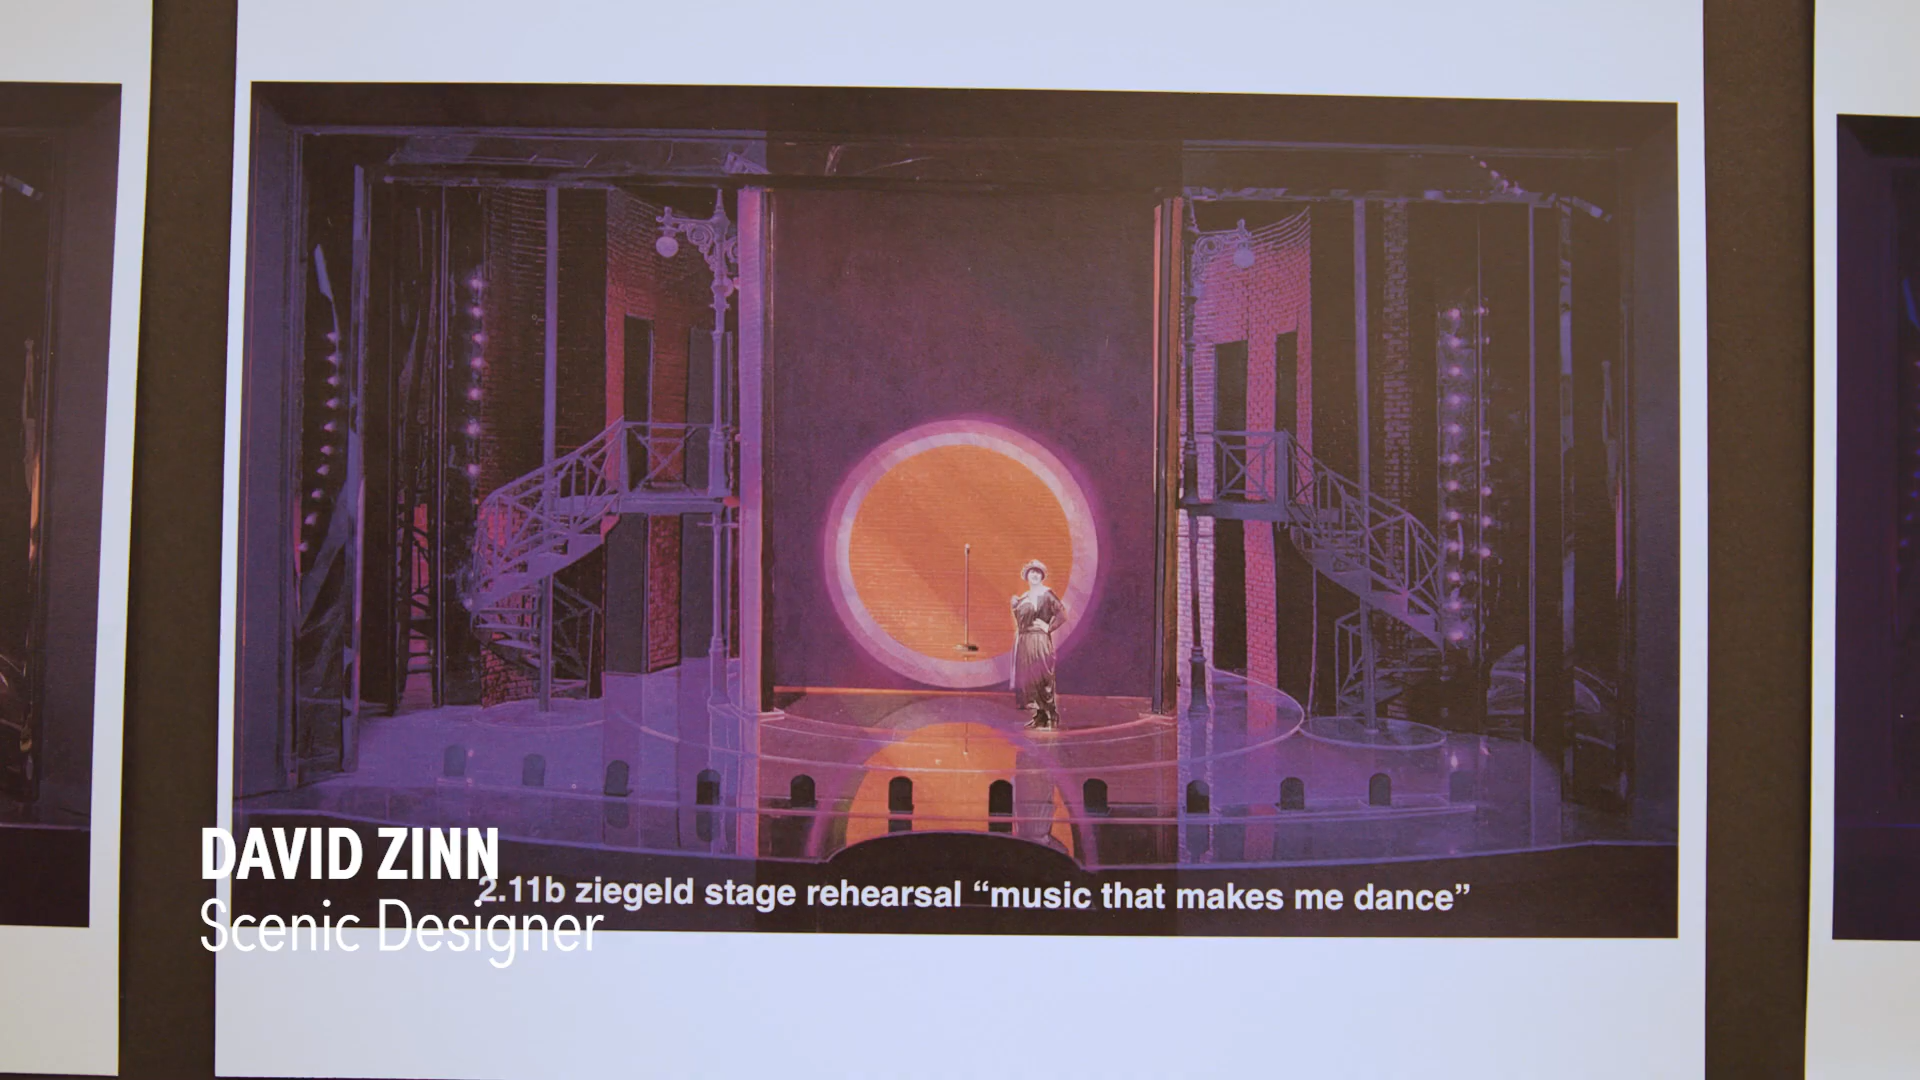 DAVID ZINN
2.11b ziegeld stage rehearsal “music that makes me dance”
Scenic Designer